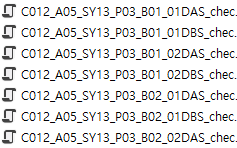 C012_A05_SY13_P03_B01_01DAS_chec.
C012_A05_SY13_P03_B01_01DBS_chec.
C012_A05_SY13_P03_B01_02DAS_chec.
C012_A05_SY13_P03_B01_02DBS_chec.
C012_A05_SY13_P03_B02_01DAS_chec.
C012_A05_SY13_P03_B02_01DBS_chec.
C012_A05_SY13_P03_B02_02DAS_chec.